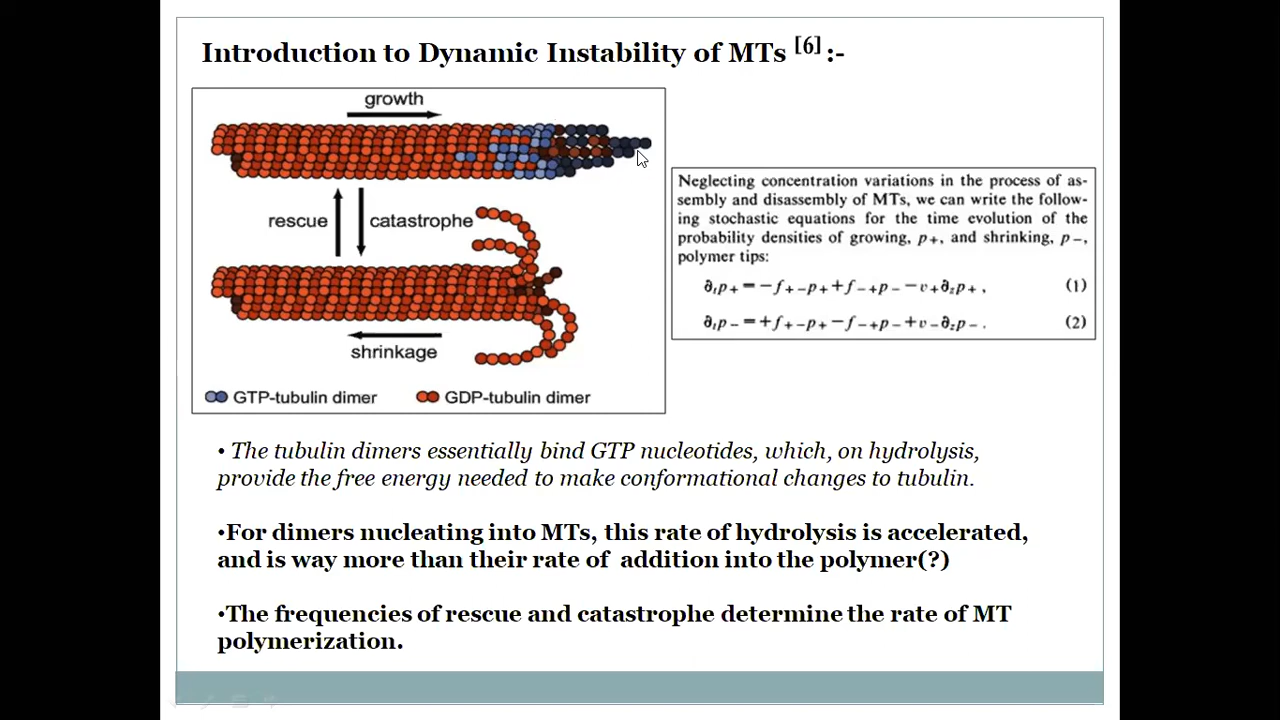 Introduction to Dynamic Instability of MTs [6] :-
growth
rescue
catastrophe
shrinkage
GTP-tubulin dimer
GDP-tubulin dimer
Neglecting concentration variations in the process of as-
sembly and disassembly of MTs, we can write the follow-
ing stochastic equations for the time evolution of the
probability densities of growing, p+, and shrinking, p−,
polymer tips:
∂tp+ = −f+−p+ + f−+p− − v+∂zp+ , (1)
∂tp− = +f+−p+ − f−+p− + v−∂zp− . (2)
• The tubulin dimers essentially bind GTP nucleotides, which, on hydrolysis,
provide the free energy needed to make conformational changes to tubulin.
•For dimers nucleating into MTs, this rate of hydrolysis is accelerated,
and is way more than their rate of addition into the polymer(?)
•The frequencies of rescue and catastrophe determine the rate of MT
polymerization.